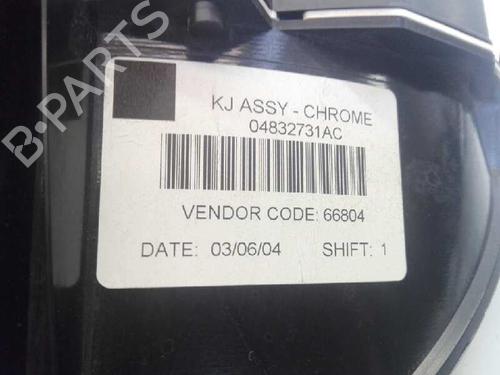 KJ ASSY - CHROME
04832731AC
VENDOR CODE: 66804
DATE: 03/06/04 SHIFT: 1
B-PARTS